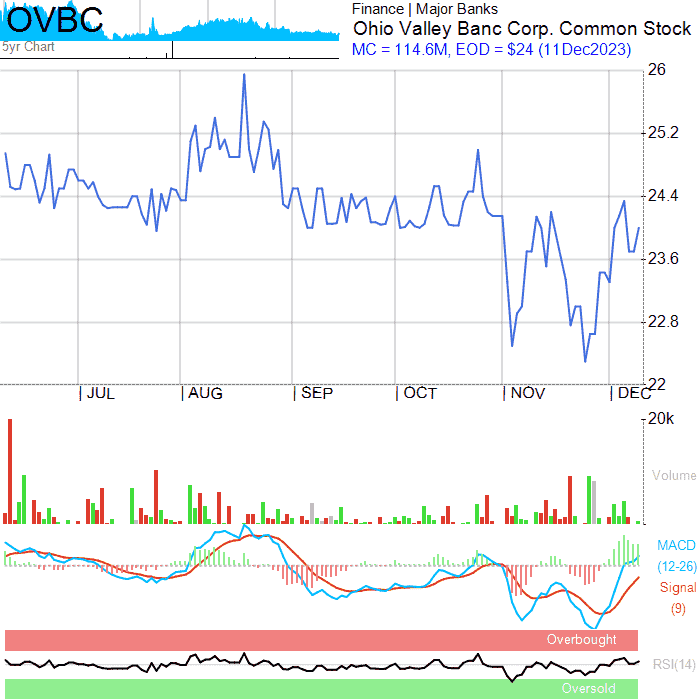 OVBC
5yr Chart
Finance | Major Banks
Ohio Valley Banc Corp. Common Stock
MC = 114.6M, EOD = $24 (11Dec2023)
26
25.2
24.4
23.6
22.8
22
JUL AUG SEP OCT NOV DEC
20k
Volume
MACD
(12-26)
Signal
(9)
Overbought
RSI(14)
Oversold